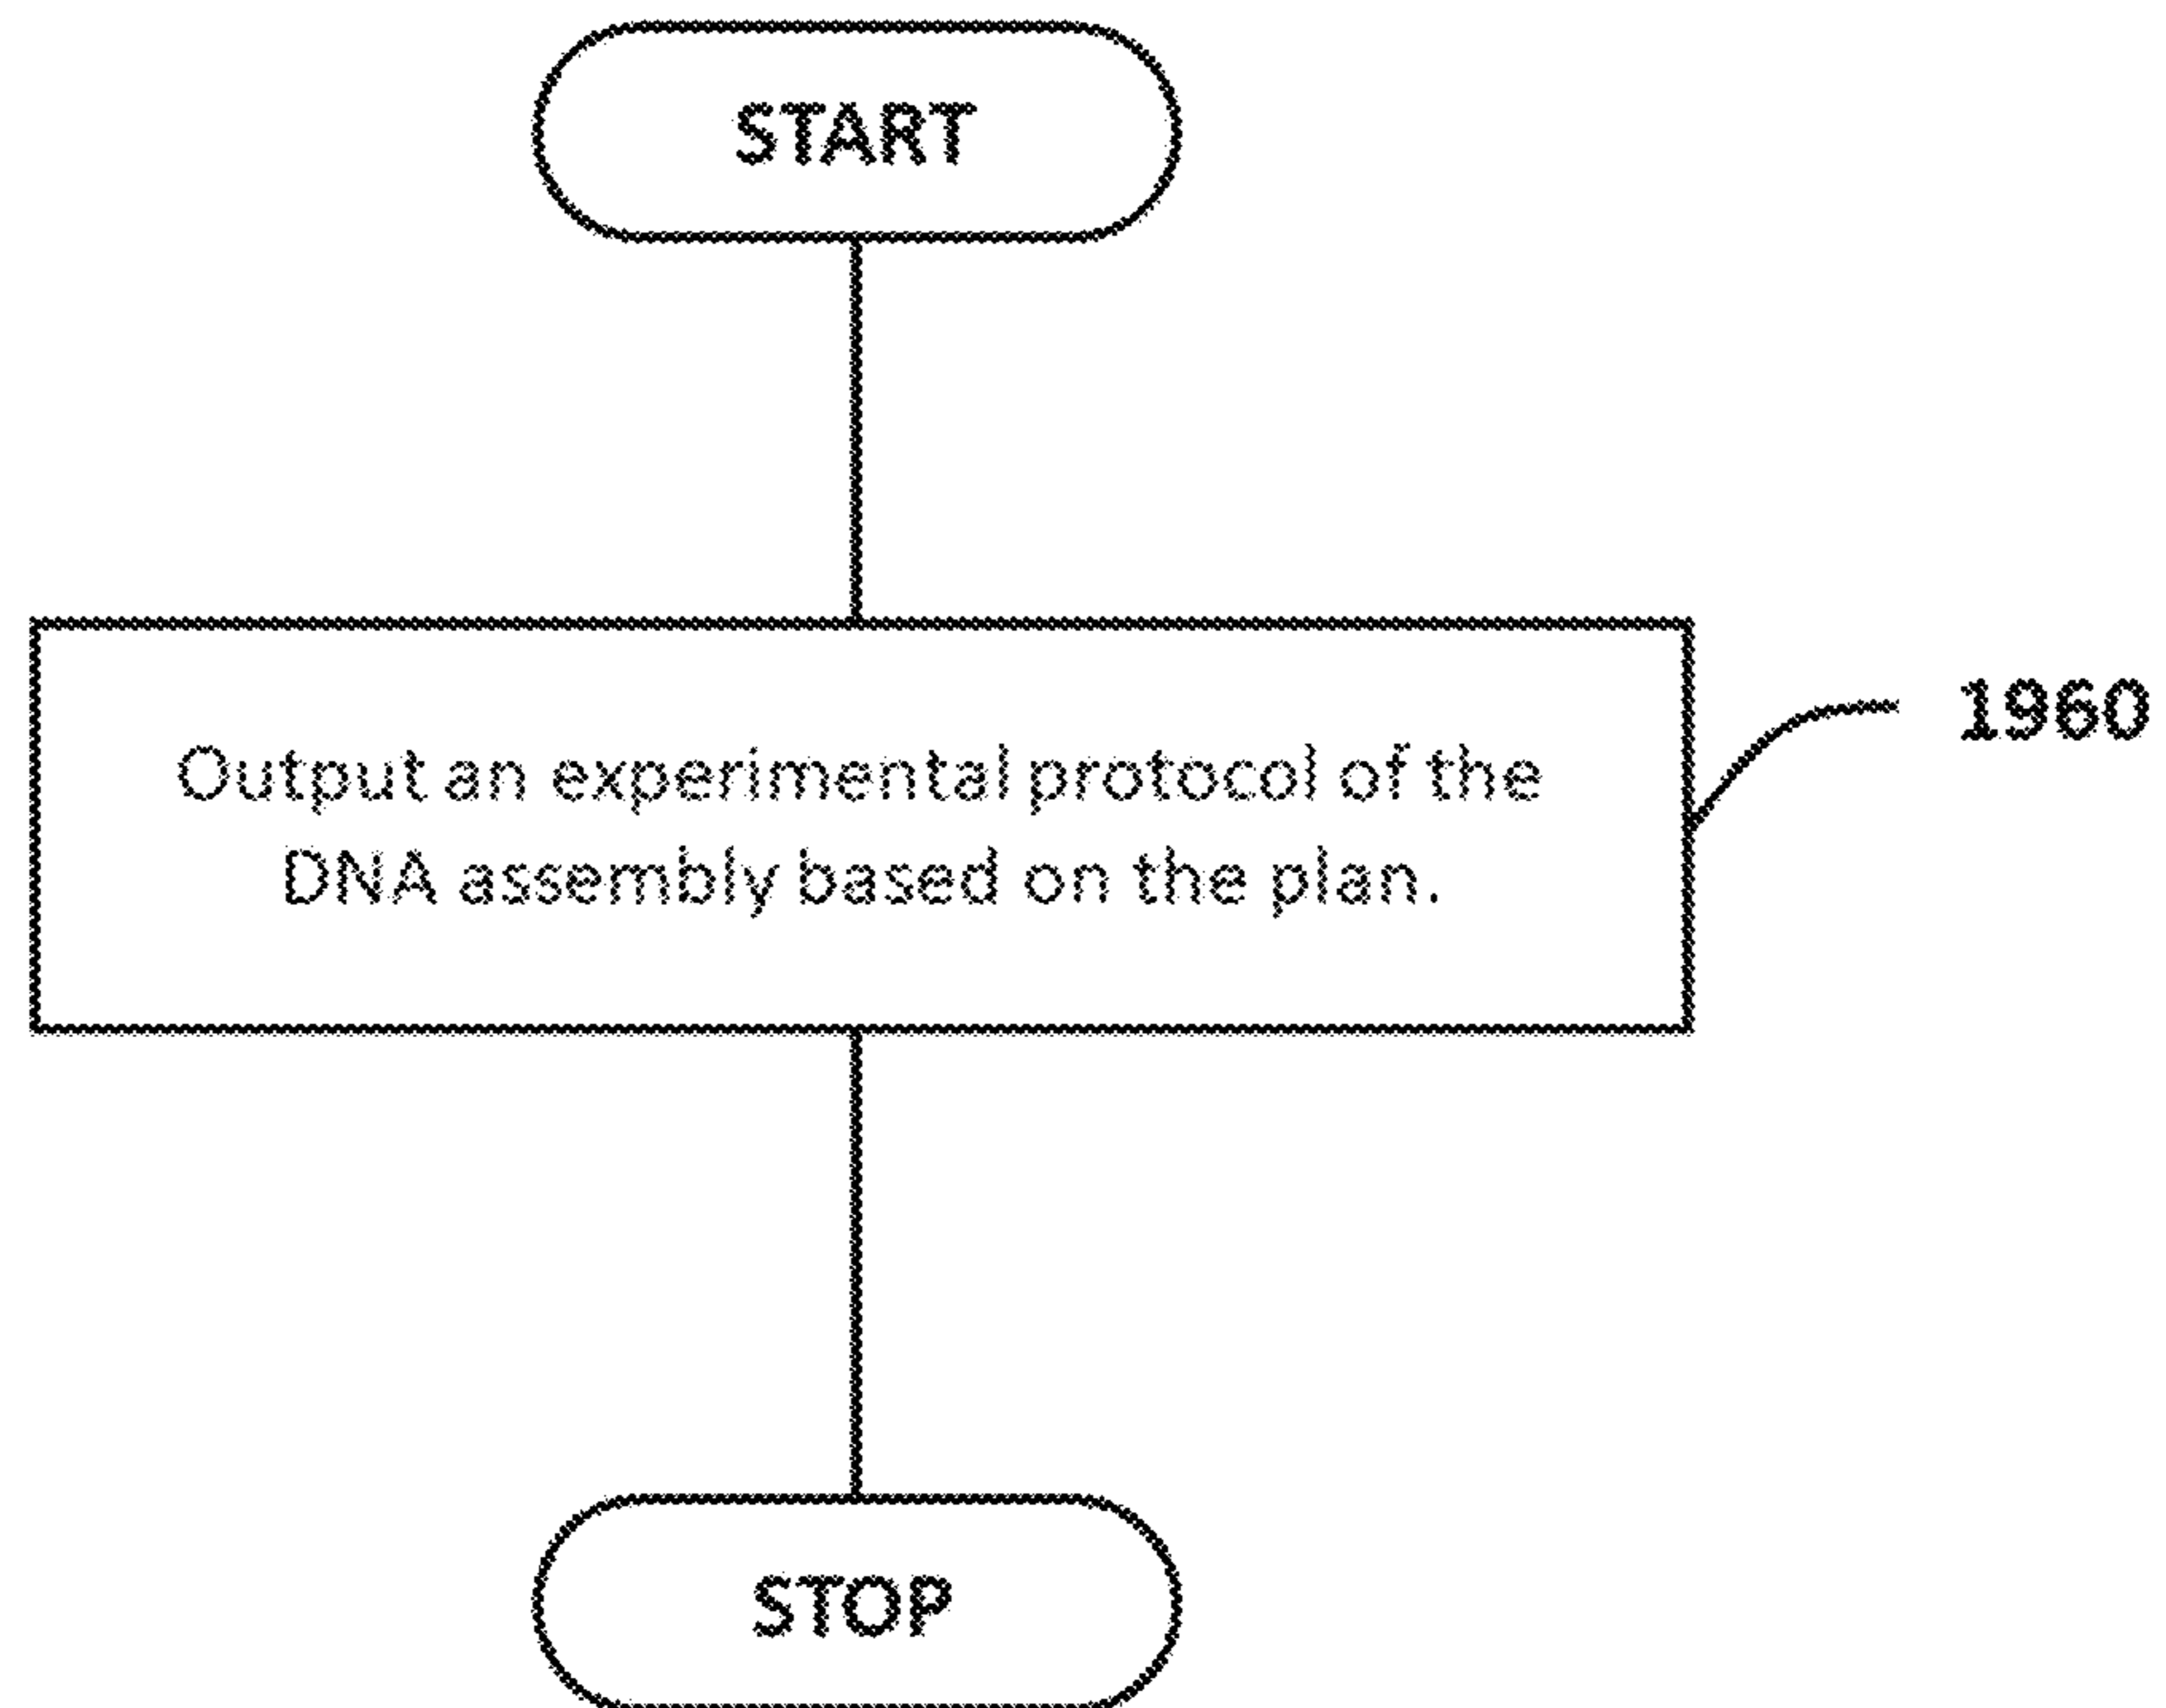 START
1960
Output an experimental protocol of the
DNA assembly based on the plan.
STOP